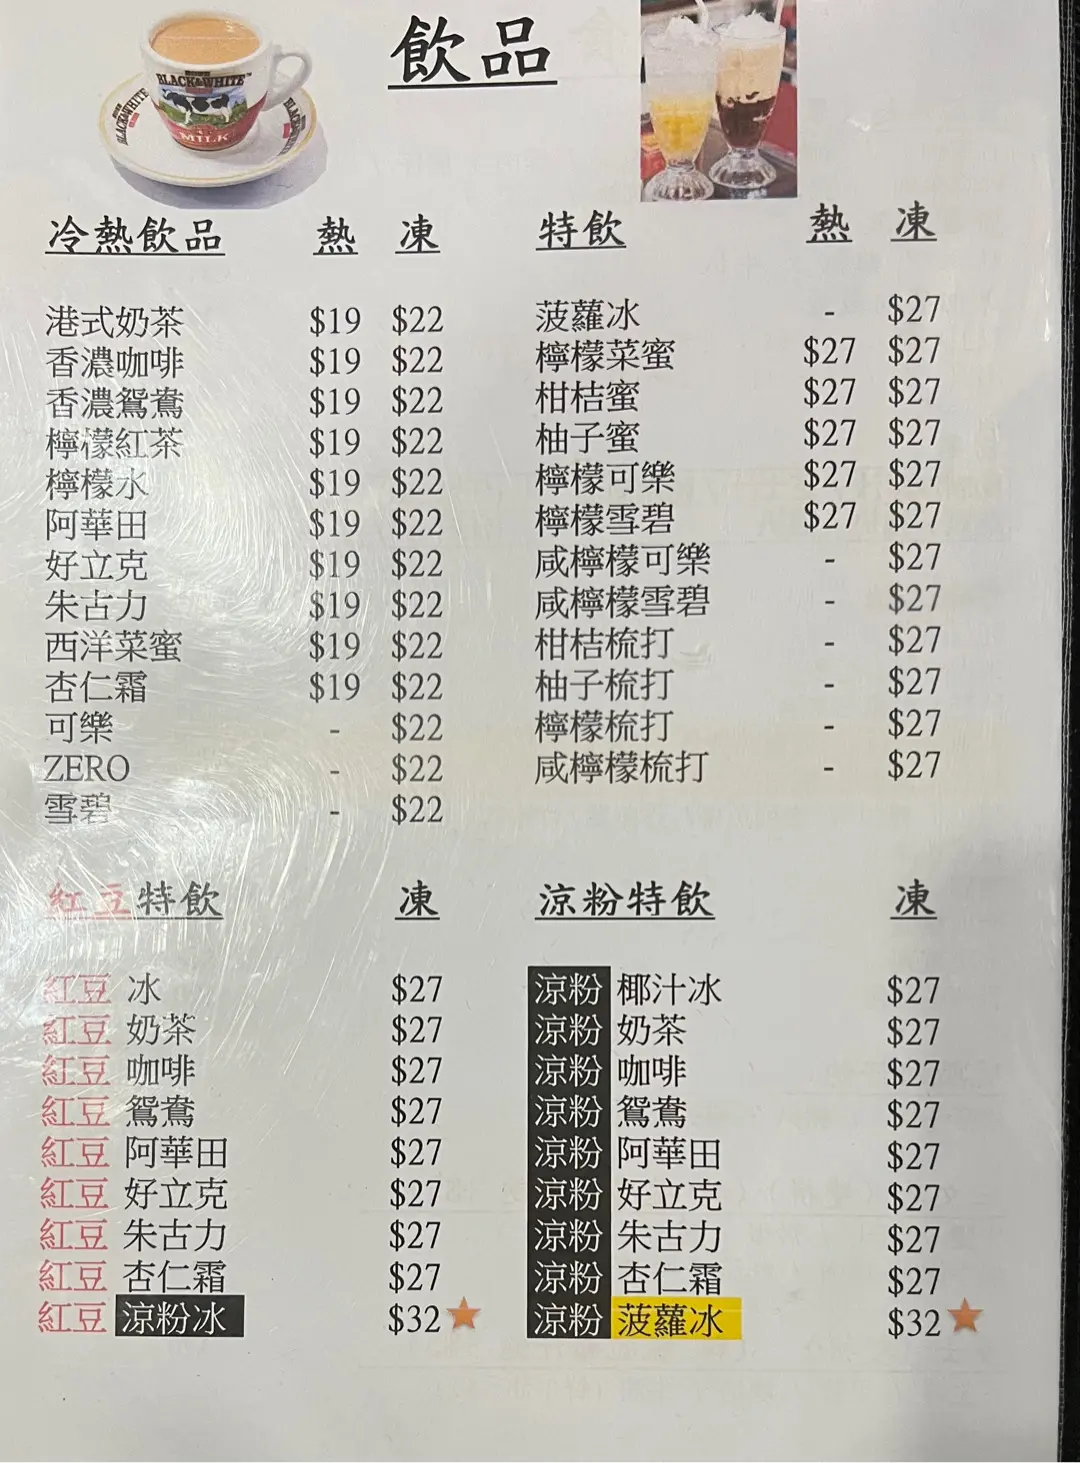 飲品
BLACK&WHITE
MILK
BLACK&WHITE
BLACK&WHITE
冷熱飲品 熱 凍
港式奶茶 $19 $22
香濃咖啡 $19 $22
香濃鴛鴦 $19 $22
檸檬紅茶 $19 $22
檸檬水 $19 $22
阿華田 $19 $22
好立克 $19 $22
朱古力 $19 $22
西洋菜蜜 $19 $22
杏仁霜 $19 $22
可樂 - $22
ZERO - $22
雪碧 - $22
特飲 熱 凍
菠蘿冰 - $27
檸檬菜蜜 $27 $27
柑桔蜜 $27 $27
柚子蜜 $27 $27
檸檬可樂 $27 $27
檸檬雪碧 $27 $27
咸檸檬可樂 - $27
咸檸檬雪碧 - $27
柑桔梳打 - $27
柚子梳打 - $27
檸檬梳打 - $27
咸檸檬梳打 - $27
紅豆特飲 凍
紅豆 冰 $27
紅豆 奶茶 $27
紅豆 咖啡 $27
紅豆 鴛鴦 $27
紅豆 阿華田 $27
紅豆 好立克 $27
紅豆 朱古力 $27
紅豆 杏仁霜 $27
紅豆 涼粉冰 $32
涼粉特飲 凍
涼粉 椰汁冰 $27
涼粉 奶茶 $27
涼粉 咖啡 $27
涼粉 鴛鴦 $27
涼粉 阿華田 $27
涼粉 好立克 $27
涼粉 朱古力 $27
涼粉 杏仁霜 $27
涼粉 菠蘿冰 $32